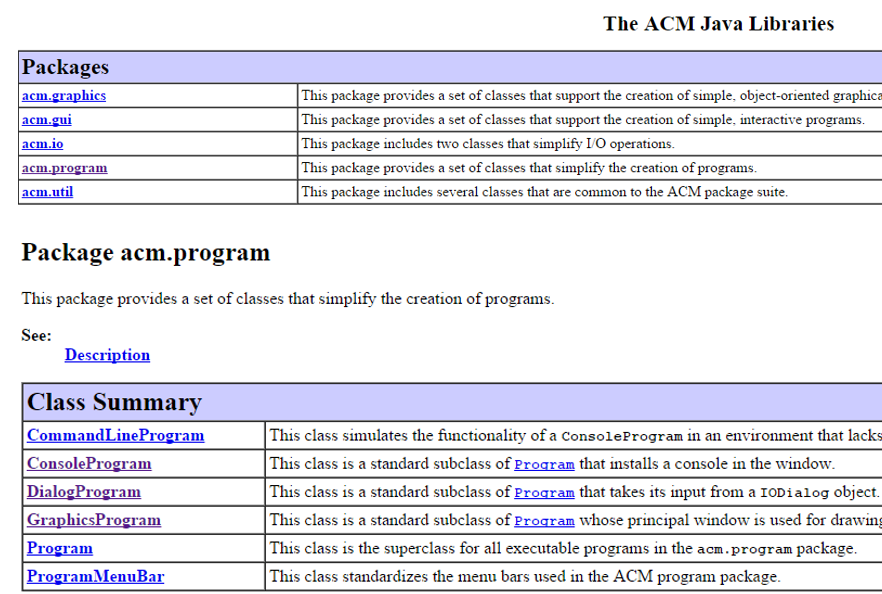 The ACM Java Libraries
Packages
acm.graphics This package provides a set of classes that support the creation of simple, object-oriented
acm.gui This package provides a set of classes that support the creation of simple, interactive programs.
acm.io This package includes two classes that simplify I/O operations.
acm.program This package provides a set of classes that simplify the creation of programs.
acm.util This package includes several classes that are common to the ACM package suite.
Package acm.program
This package provides a set of classes that simplify the creation of programs.
See:
Description
Class Summary
CommandLineProgram This class simulates the functionality of a ConsoleProgram in an environment that lacks
ConsoleProgram This class is a standard subclass of Program that installs a console in the window.
DialogProgram This class is a standard subclass of Program that takes its input from a IODialog object.
GraphicsProgram This class is a standard subclass of Program whose principal window is used for drawing
Program This class is the superclass for all executable programs in the acm.program package.
ProgramMenuBar This class standardizes the menu bars used in the ACM program package.